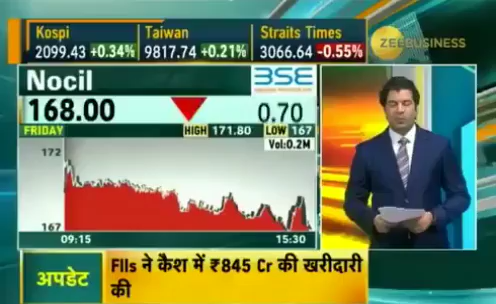 Kospi
2099.43 +0.34%
Taiwan
9817.74 +0.21%
Straits Times
3066.64 -0.55%
ZEEBUSINESS
Nocil
BSE
168.00
0.70
FRIDAY
HIGH 171.80
LOW 167
Vol:0.2M
172
167
09:15
15:30
अपडेट
FIIs ने कैश में ₹845 Cr की खरीदारी
की